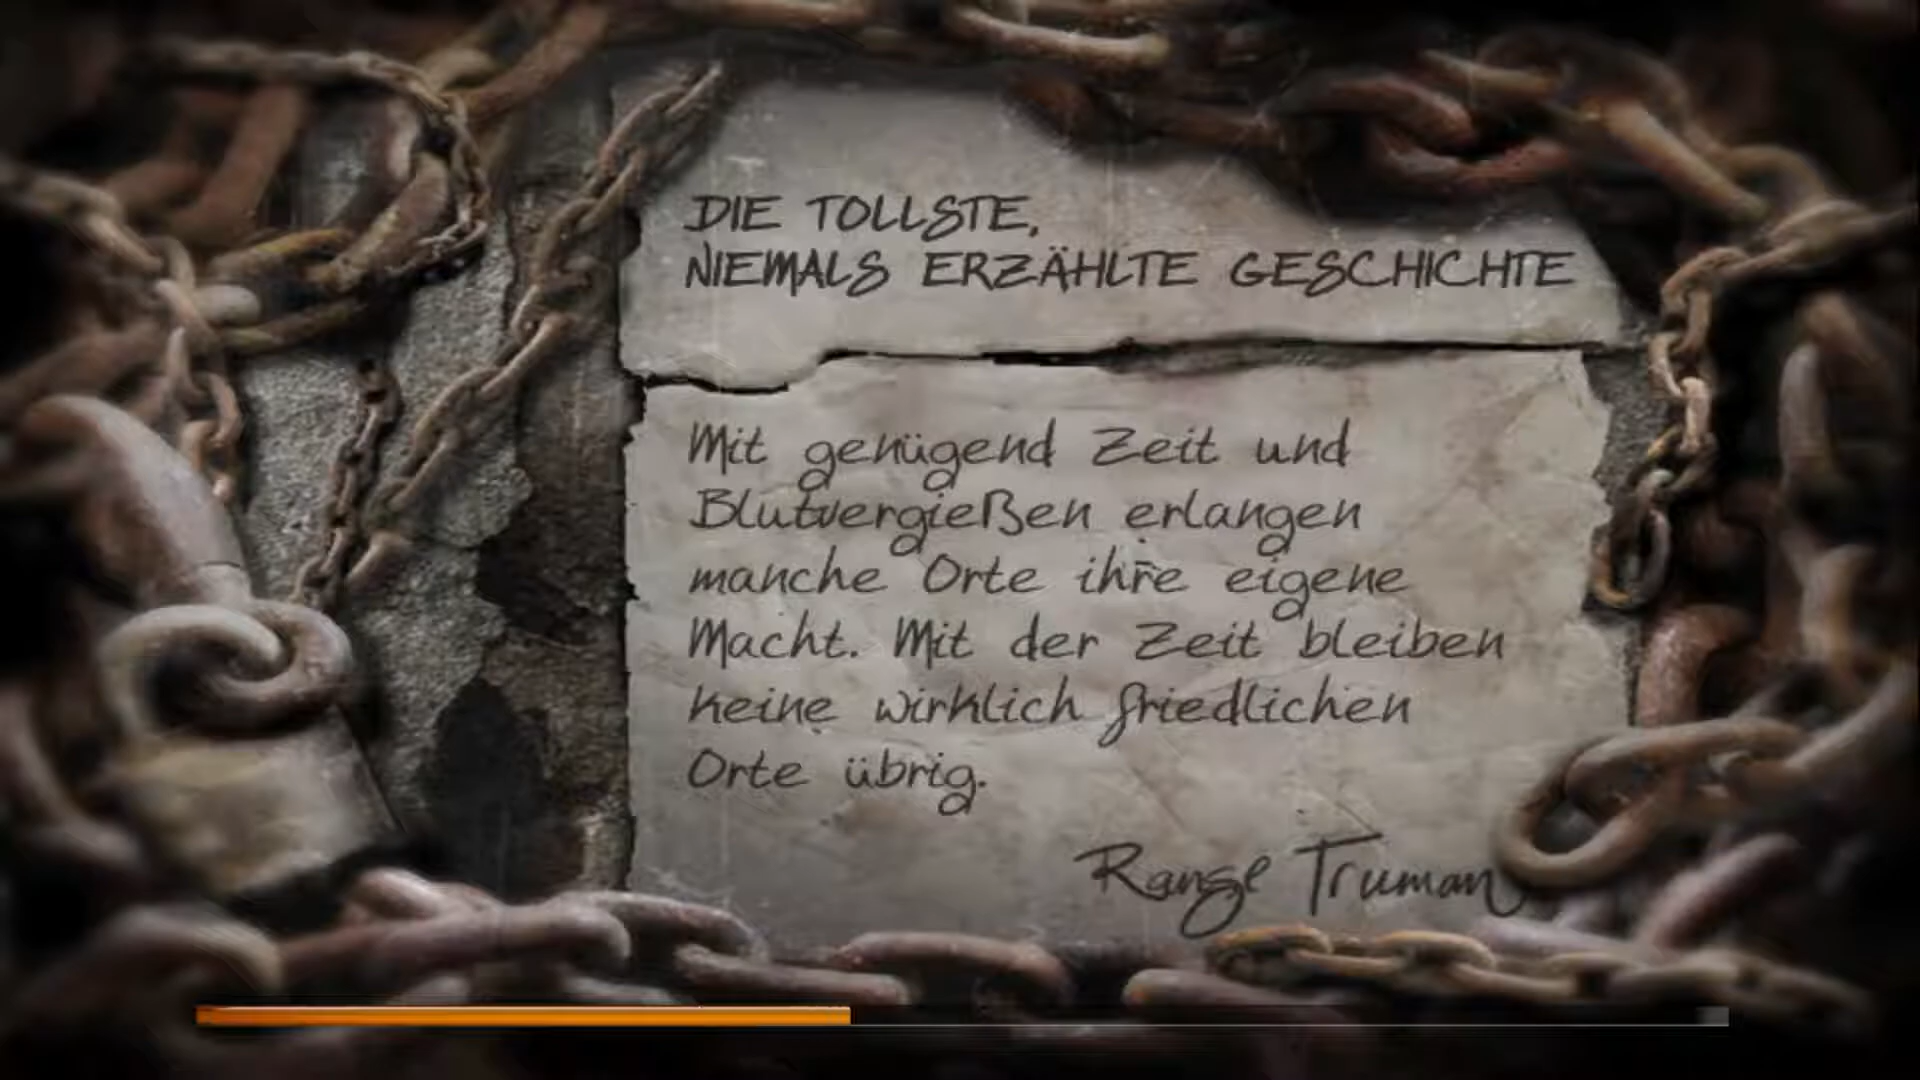 DIE TOLLSTE,
NIEMALS ERZÄHLTE GESCHICHTE
Mit genügend Zeit und
Blutvergießen erlangen
manche Orte ihre eigene
Macht. Mit der Zeit bleiben
keine wirklich friedlichen
Orte übrig.
Range Truman